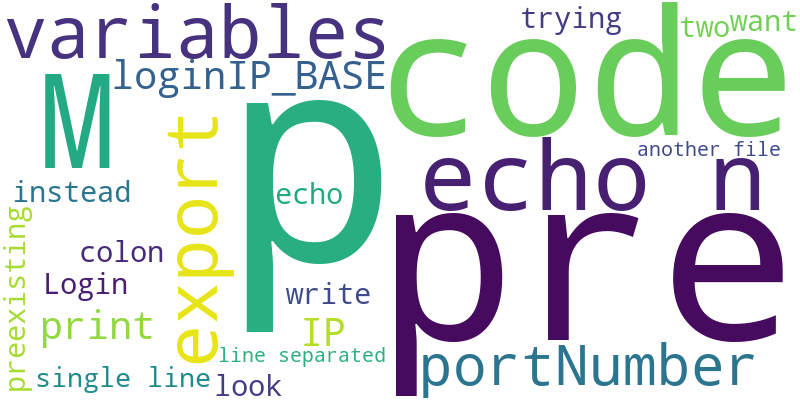 variables
trying
two
want
code
loginIP_BASE
M
p
export
echo
echo n
another file
instead
preexisting
colon
Login
pre
write
print
IP
line separated
portNumber
single line
look